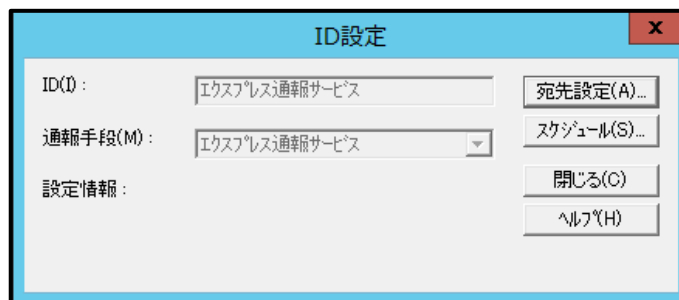 ID設定
x
ID(I) :
ｴｸｽﾌﾟﾚｽ通報ｻｰﾋﾞｽ
宛先設定(A)...
通報手段(M) :
ｴｸｽﾌﾟﾚｽ通報ｻｰﾋﾞｽ
ｽｹｼﾞｭｰﾙ(S)...
設定情報 :
閉じる(C)
ﾍﾙﾌﾟ(H)